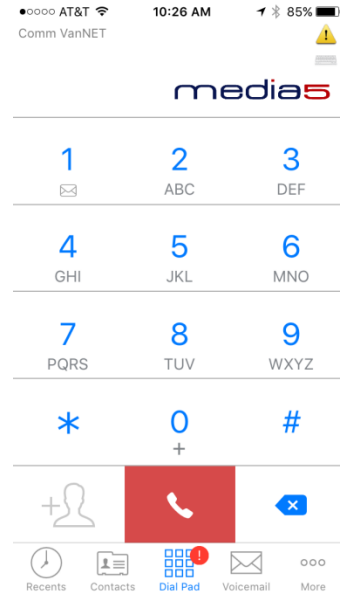 ●○○○○ AT&T 10:26 AM 85%
Comm VanNET
!
media5
1 2 3
ABC DEF
4 5 6
GHI JKL MNO
7 8 9
PQRS TUV WXYZ
* 0 #
+
+
!
Recents Contacts Dial Pad Voicemail More